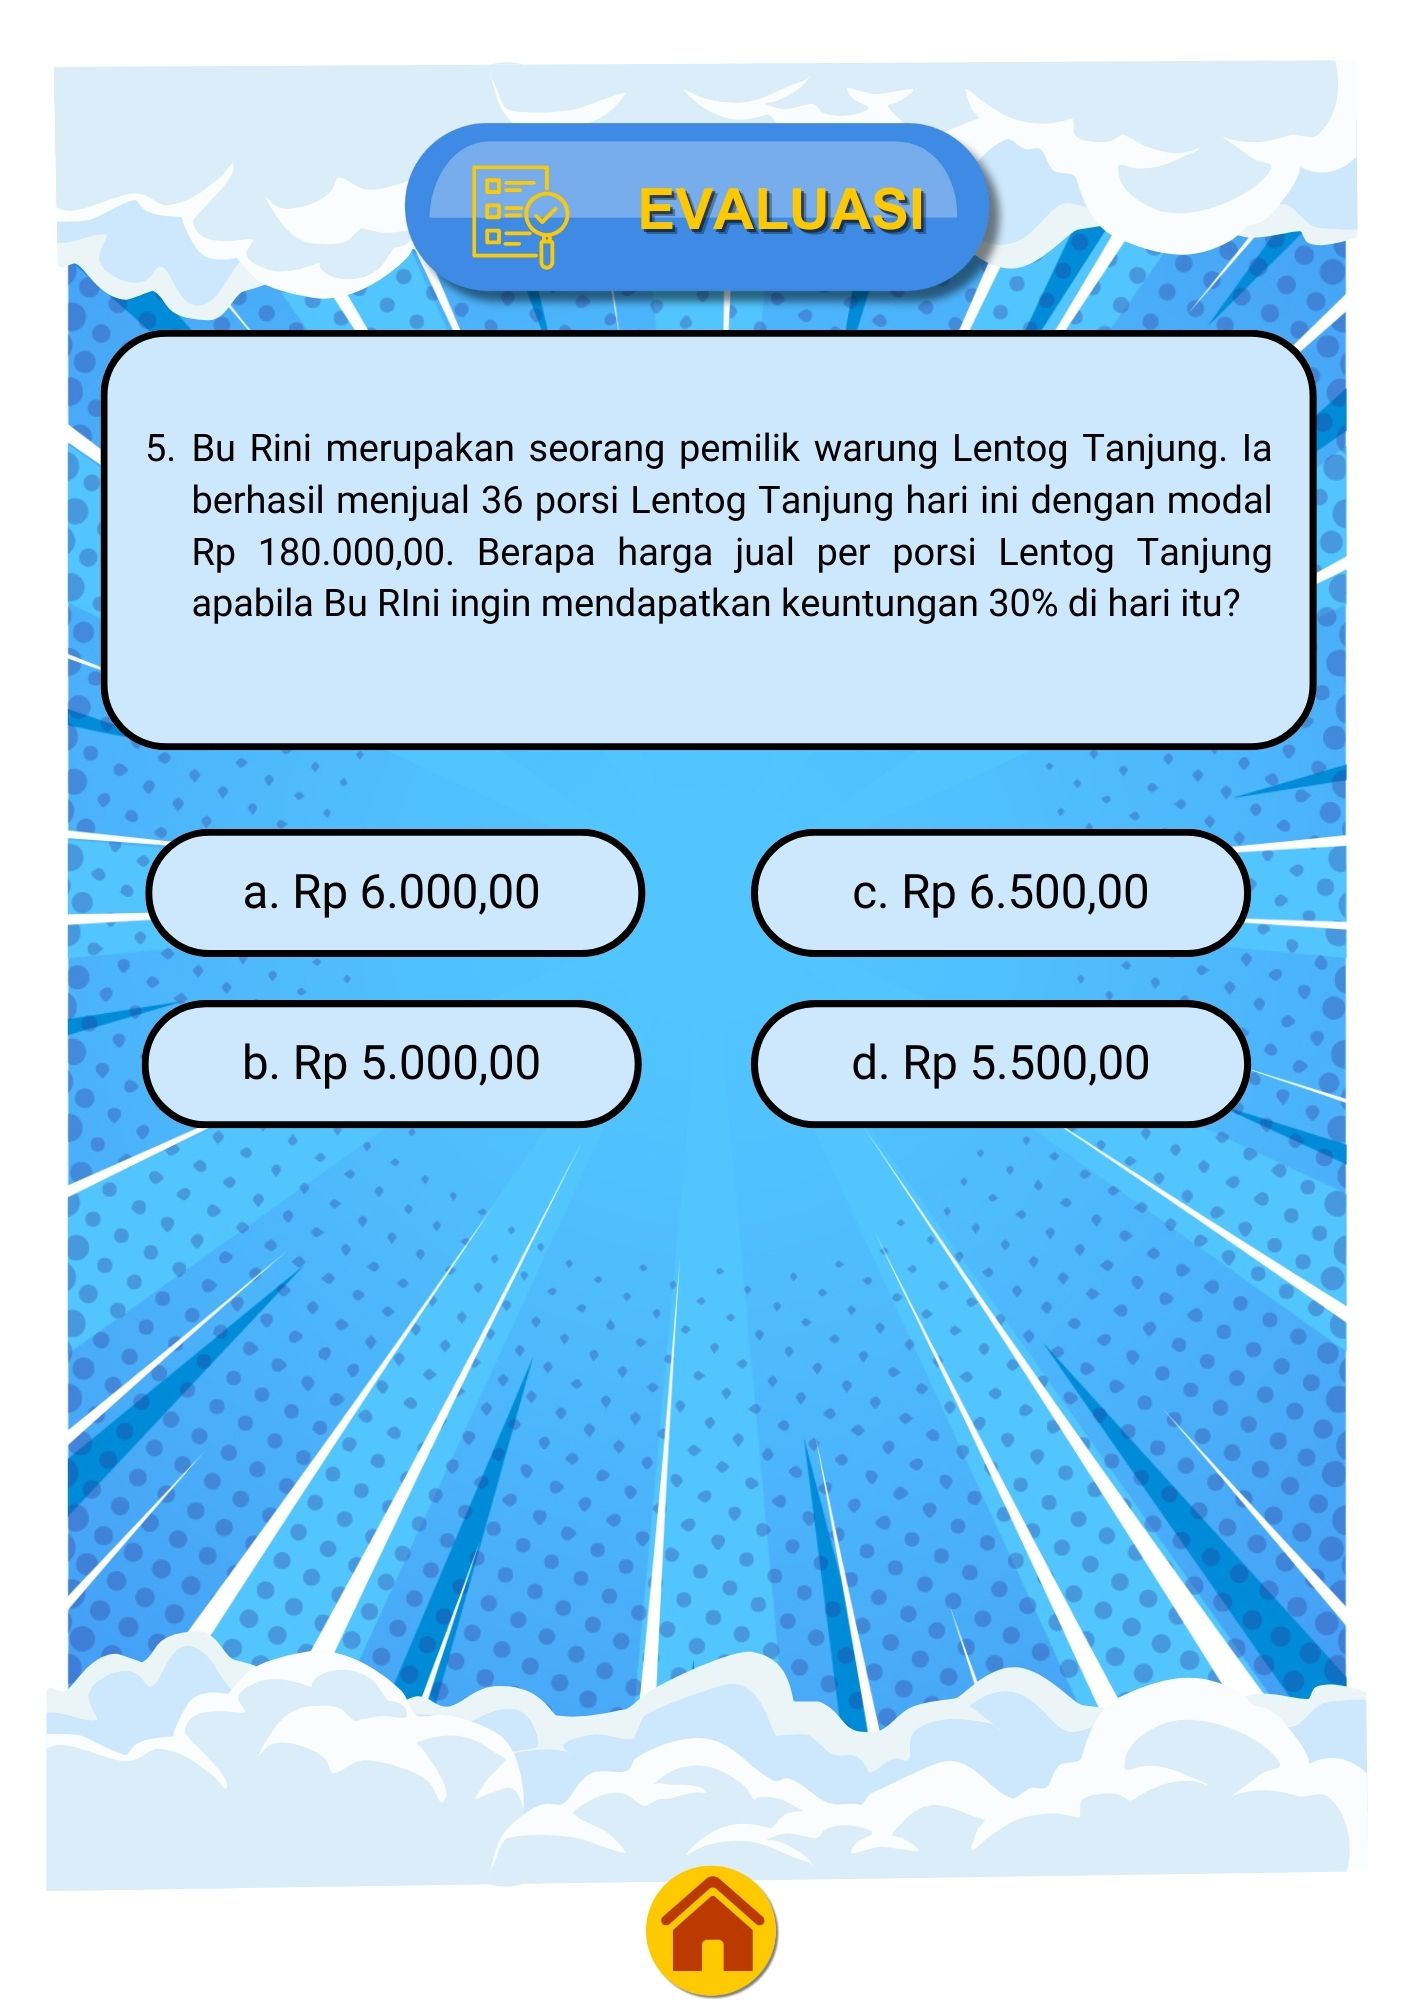 EVALUASI
5. Bu Rini merupakan seorang pemilik warung Lentog Tanjung. Ia
berhasil menjual 36 porsi Lentog Tanjung hari ini dengan modal
Rp 180.000,00. Berapa harga jual per porsi Lentog Tanjung
apabila Bu RIni ingin mendapatkan keuntungan 30% di hari itu?
a. Rp 6.000,00
c. Rp 6.500,00
b. Rp 5.000,00
d. Rp 5.500,00